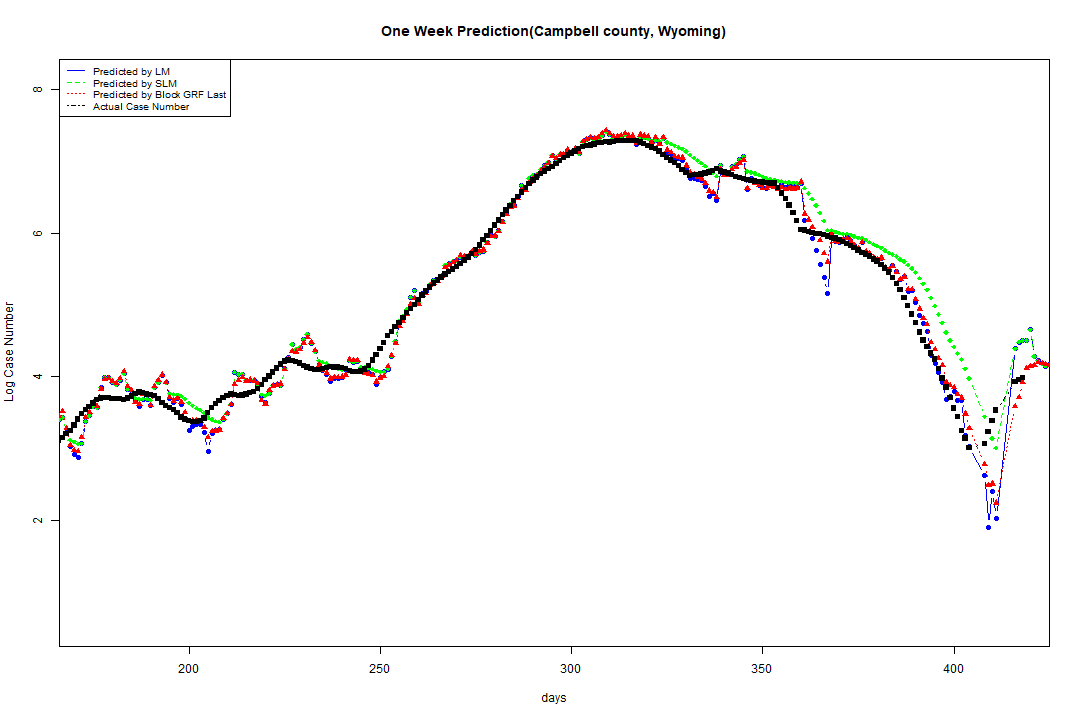 One Week Prediction(Campbell county, Wyoming)
Predicted by LM
Predicted by SLM
Predicted by Block GRF Last
Actual Case Number
8
6
4
2
Log Case Number
200 250 300 350 400
days